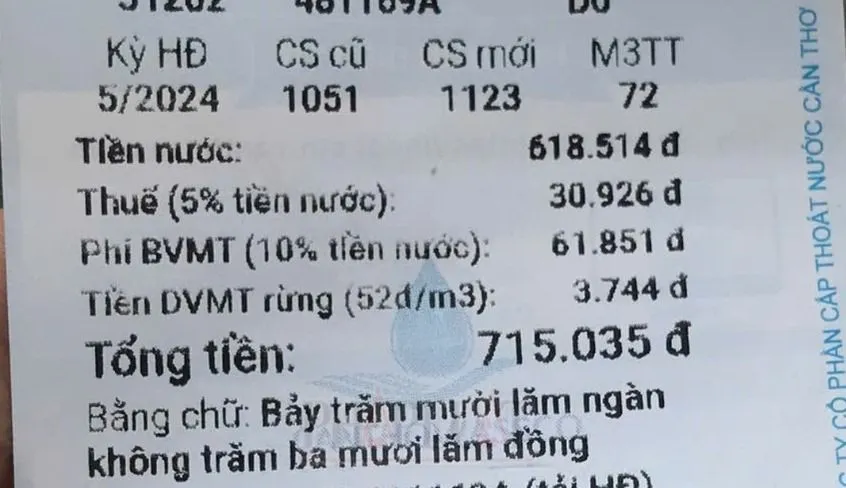 Kỳ HĐ CS cũ CS mới M3TT
5/2024 1051 1123 72
Tiền nước: 618.514 đ
Thuế (5% tiền nước): 30.926 đ
Phí BVMT (10% tiền nước): 61.851 đ
Tiền DVMT rừng (52đ/m3): 3.744 đ
Tổng tiền: 715.035 đ
Bằng chữ: Bảy trăm mười lăm ngàn
không trăm ba mươi lăm đồng
(tải HĐ)
TY CỔ PHẦN CẤP THOÁT NƯỚC CẦN THƠ